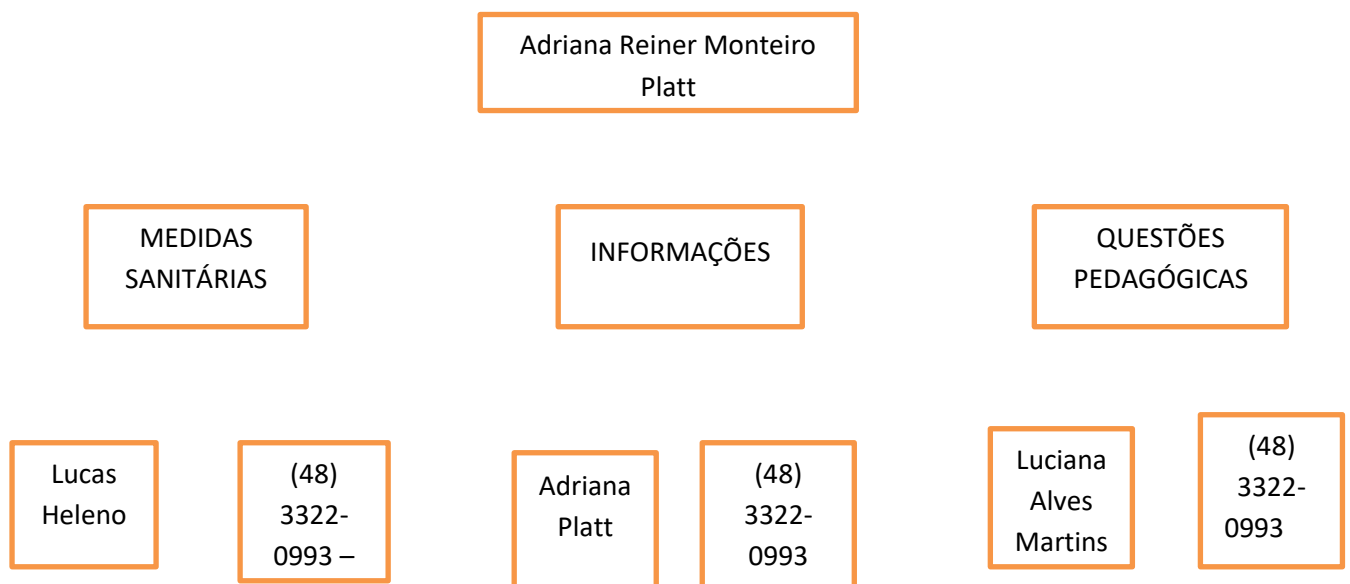 Adriana Reiner Monteiro
Platt
MEDIDAS
SANITÁRIAS
INFORMAÇÕES
QUESTÕES
PEDAGÓGICAS
Lucas
Heleno
(48)
3322-
0993 –
Adriana
Platt
(48)
3322-
0993
Luciana
Alves
Martins
(48)
3322-
0993